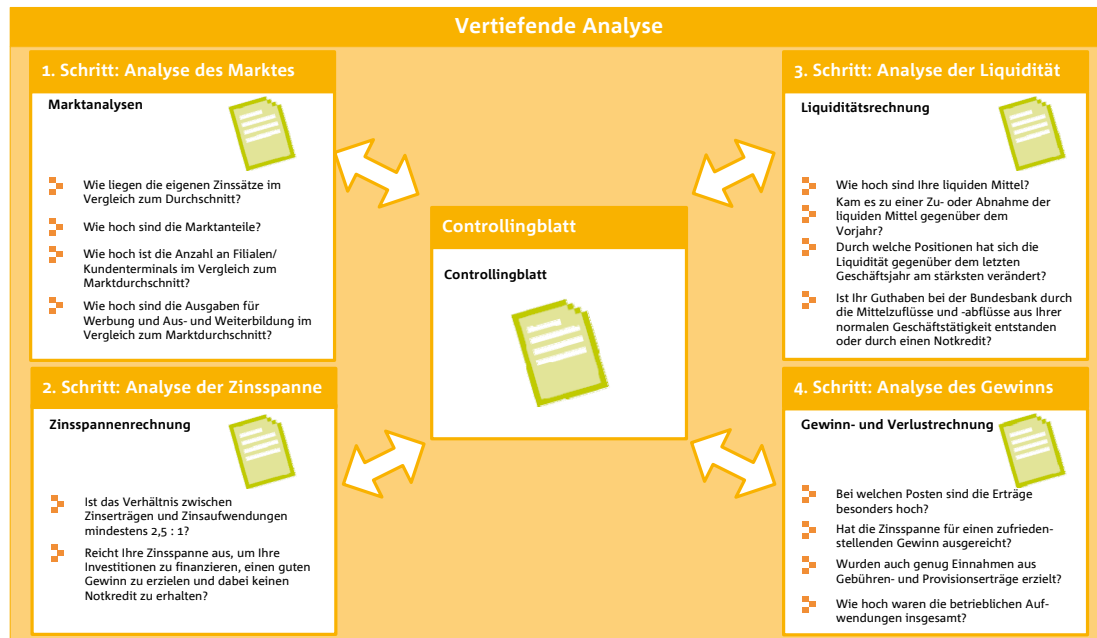 Vertiefende Analyse
1. Schritt: Analyse des Marktes
Marktanalysen
Wie liegen die eigenen Zinssätze im
Vergleich zum Durchschnitt?
Wie hoch sind die Marktanteile?
Wie hoch ist die Anzahl an Filialen/
Kundenterminals im Vergleich zum
Marktdurchschnitt?
Wie hoch sind die Ausgaben für
Werbung und Aus- und Weiterbildung im
Vergleich zum Marktdurchschnitt?
2. Schritt: Analyse der Zinsspanne
Zinsspannenrechnung
Ist das Verhältnis zwischen
Zinserträgen und Zinsaufwendungen
mindestens 2,5 : 1?
Reicht Ihre Zinsspanne aus, um Ihre
Investitionen zu finanzieren, einen guten
Gewinn zu erzielen und dabei keinen
Notkredit zu erhalten?
Controllingblatt
Controllingblatt
3. Schritt: Analyse der Liquidität
Liquiditätsrechnung
Wie hoch sind Ihre liquiden Mittel?
Kam es zu einer Zu- oder Abnahme der
liquiden Mittel gegenüber dem
Vorjahr?
Durch welche Positionen hat sich die
Liquidität gegenüber dem letzten
Geschäftsjahr am stärksten verändert?
Ist Ihr Guthaben bei der Bundesbank durch
die Mittelzuflüsse und -abflüsse aus Ihrer
normalen Geschäftstätigkeit entstanden
oder durch einen Notkredit?
4. Schritt: Analyse des Gewinns
Gewinn- und Verlustrechnung
Bei welchen Posten sind die Erträge
besonders hoch?
Hat die Zinsspanne für einen zufrieden-
stellenden Gewinn ausgereicht?
Wurden auch genug Einnahmen aus
Gebühren- und Provisionserträge erzielt?
Wie hoch waren die betrieblichen Auf-
wendungen insgesamt?